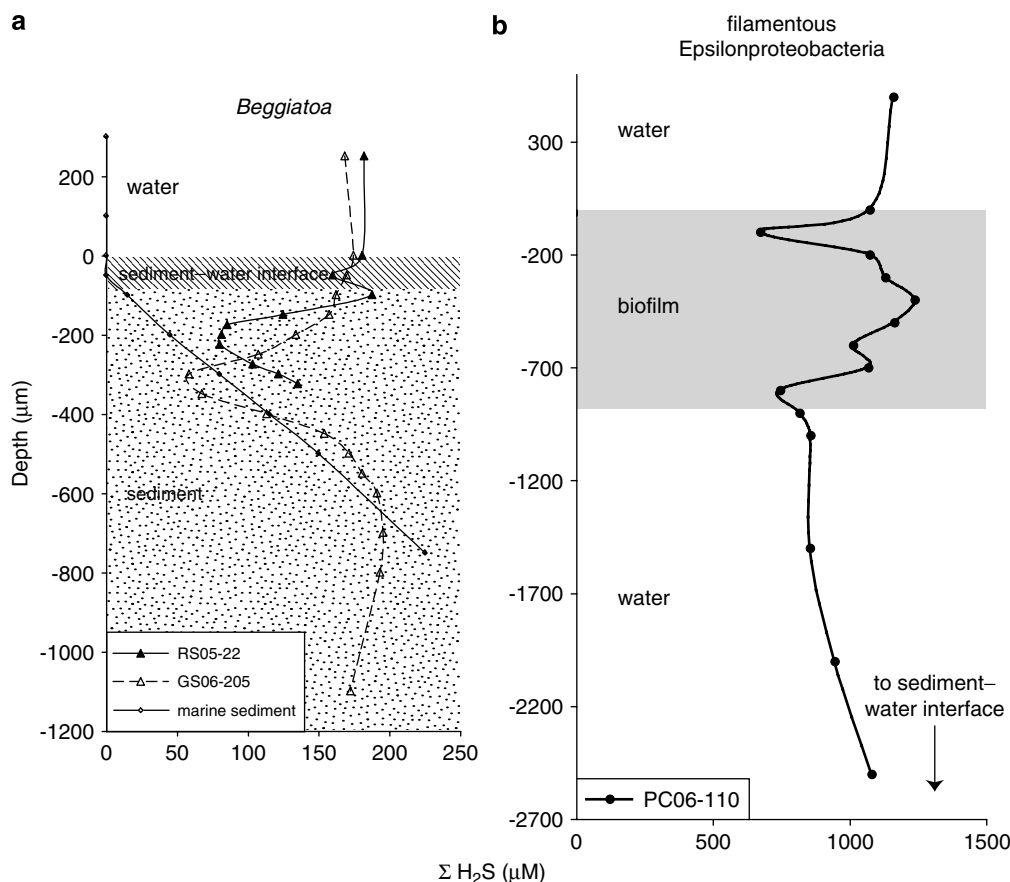 a
Beggiatoa
200
0
-200
-400
-600
-800
-1000
-1200
Depth (μm)
water
sediment–water interface
sediment
RS05-22
GS06-205
marine sediment
0 50 100 150 200 250
b
filamentous
Epsilonproteobacteria
300
-200
-700
-1200
-1700
-2200
-2700
water
biofilm
water
to sediment–
water interface
PC06-110
0 500 1000 1500
Σ H₂S (μM)